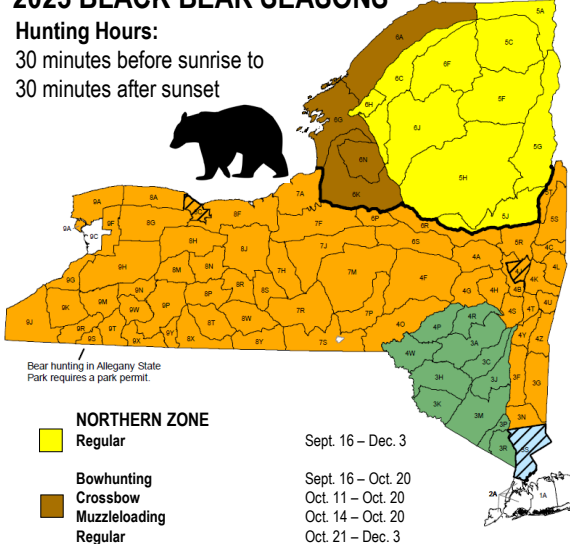 2023 BLACK BEAR SEASONS
Hunting Hours:
30 minutes before sunrise to
30 minutes after sunset
5A
6A
5C
6F
6C
5F
6H
6G
6J
5G
6N
5H
6K
7A
5J
5T
9A
8A
8F
7F
6P
6R
5S
9A
9F
9C
8G
8H
8J
7J
6S
5R
4C
9H
8M
8N
7H
7M
4F
4A
4L
9G
8R
8S
4G
4H
4B
4K
9K
9M
9N
9W
9P
8P
7R
7P
4S
4T
4U
9J
9R
9T
9X
9Y
8T
8W
4O
4P
4R
4Y
4Z
9S
8X
8Y
7S
4W
3A
3C
3H
3J
3F
3G
3K
3M
3P
3N
3R
3S
2A
1A
Bear hunting in Allegany State
Park requires a park permit.
NORTHERN ZONE
Regular Sept. 16 – Dec. 3
Bowhunting Sept. 16 – Oct. 20
Crossbow Oct. 11 – Oct. 20
Muzzleloading Oct. 14 – Oct. 20
Regular Oct. 21 – Dec. 3